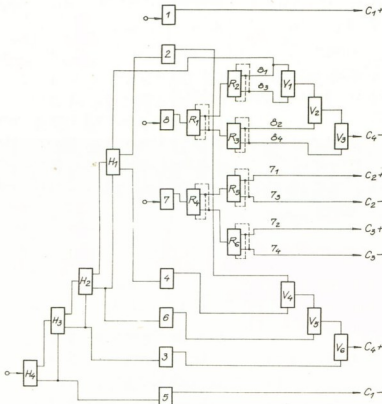 1 C₁+
2
8₁
R₂ V₁
8₃
V₂
8 R₁
8₂
R₃ V₃ C₄-
8₄
H₁
7₁ C₂+
R₅
7 R₄ 7₃ C₂-
7₂ C₃+
R₆
7₄ C₃-
H₂ 4
V₄
H₃ 6 V₅
3 V₆ C₄+
H₄ 5 C₁-